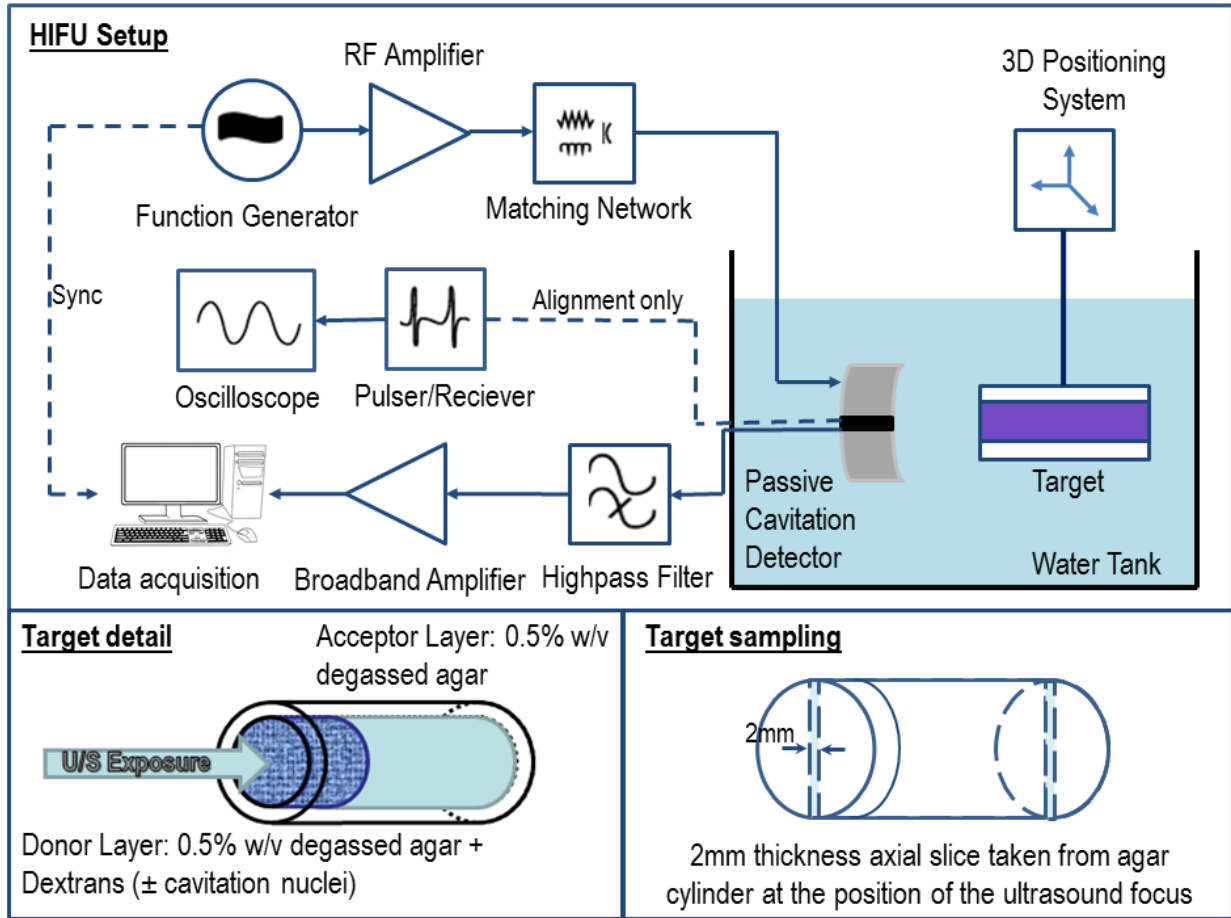 HIFU Setup
RF Amplifier
3D Positioning
System
Function Generator
Matching Network
Sync
Alignment only
Oscilloscope
Pulser/Reciever
Passive
Cavitation
Detector
Target
Data acquisition
Broadband Amplifier
Highpass Filter
Water Tank
Target detail
Acceptor Layer: 0.5% w/v
degassed agar
U/S Exposure
Donor Layer: 0.5% w/v degassed agar +
Dextrans (± cavitation nuclei)
Target sampling
2mm
2mm thickness axial slice taken from agar
cylinder at the position of the ultrasound focus